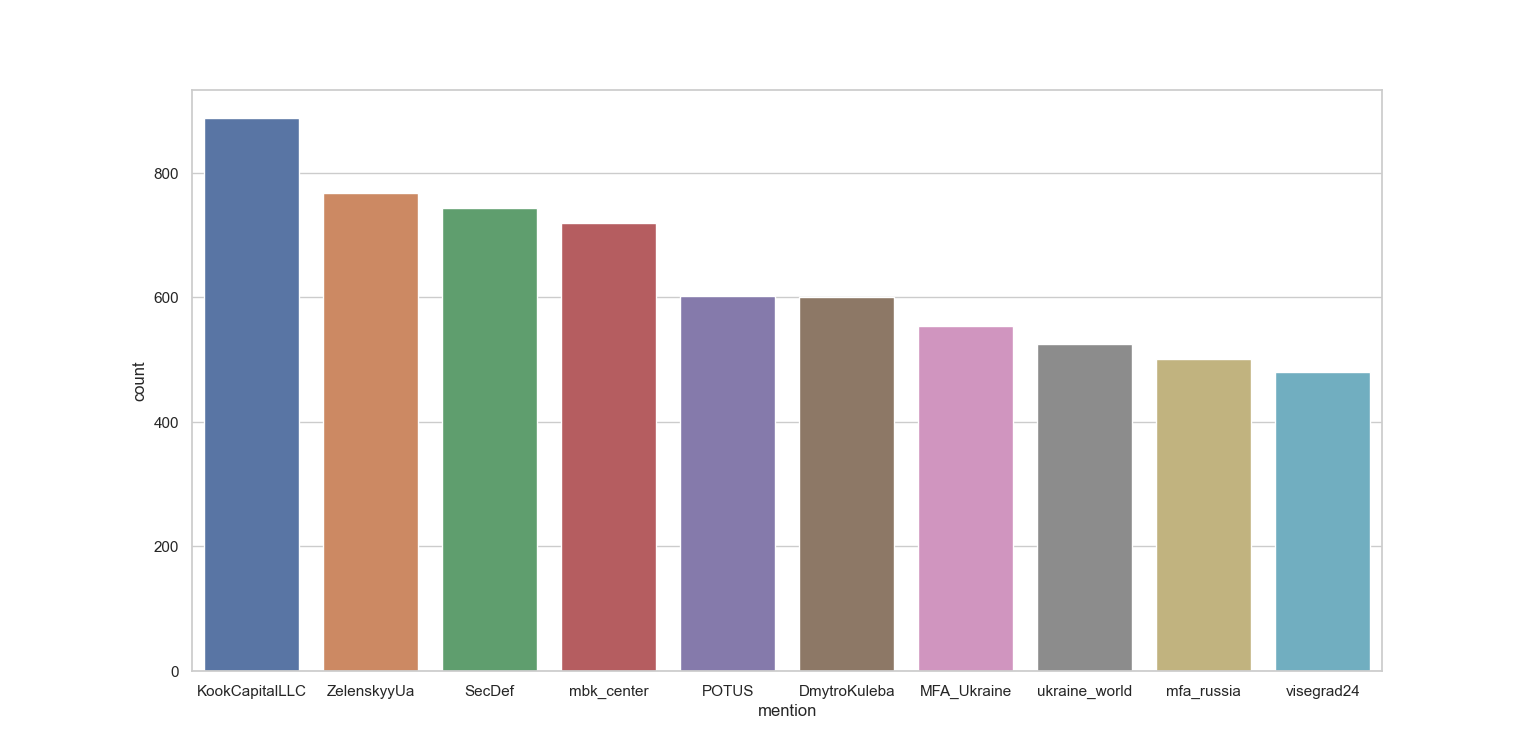 800
600
400
200
0
count
KookCapitalLLC ZelenskyyUa SecDef mbk_center POTUS DmytroKuleba MFA_Ukraine ukraine_world mfa_russia visegrad24
mention